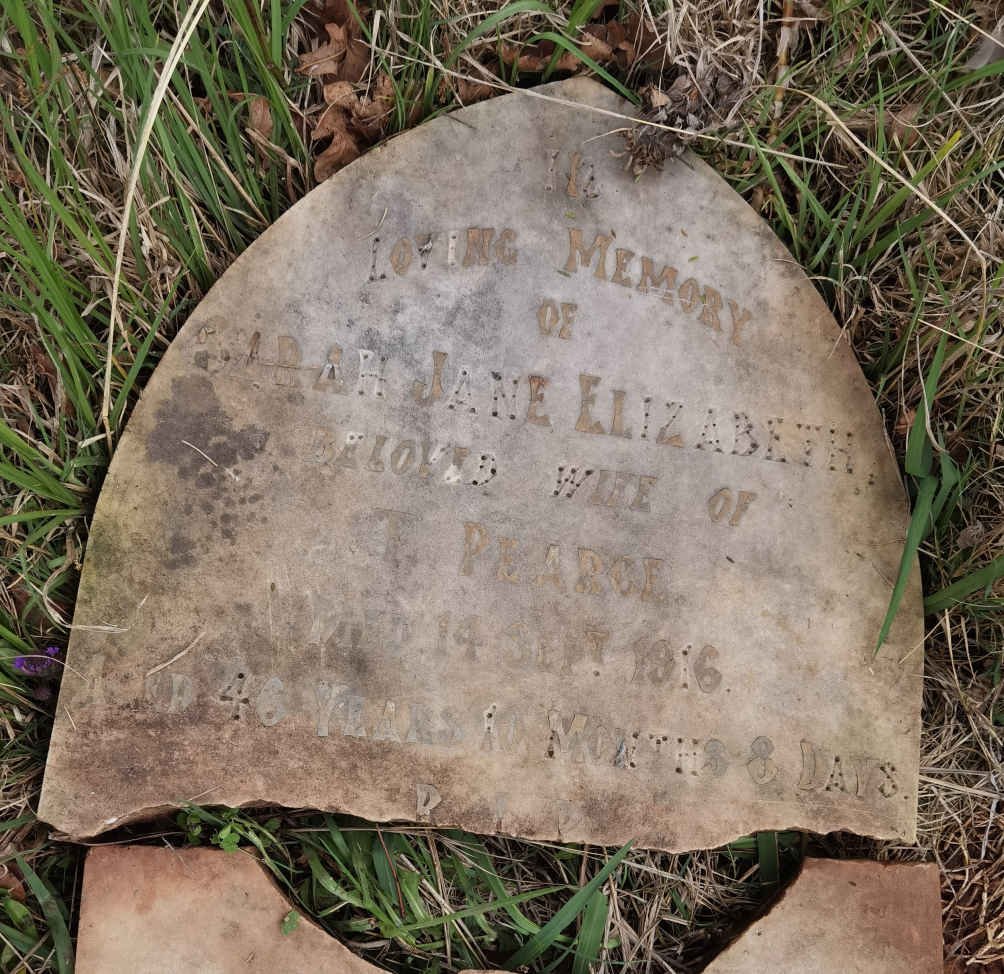 In
LOVING MEMORY
OF
SARAH JANE ELIZABETH
BELOVED WIFE OF
T. PEARCE
DIED 14 SEPT. 1916.
AGED 46 YEARS 10 MONTHS 8 DAYS.
R I P